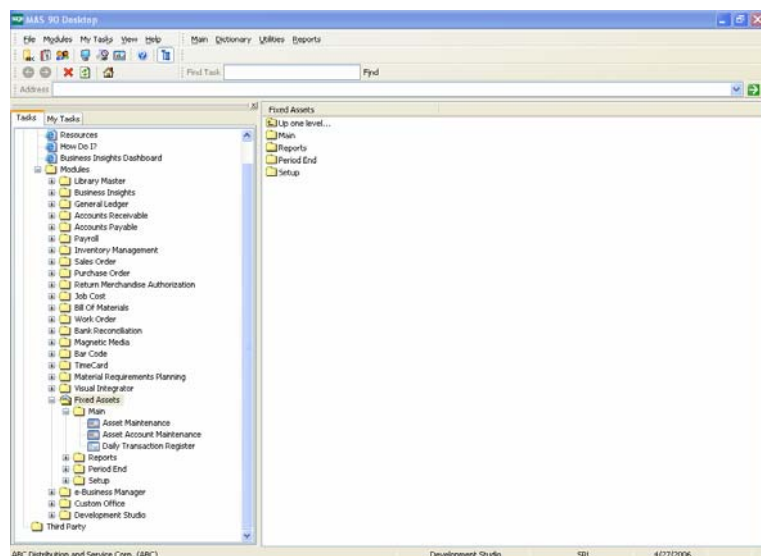 MAS 90 Desktop
File Modules My Tasks View Help Main Dictionary Utilities Reports
Find Task Find
Address
Tasks My Tasks
Resources
How Do I?
Business Insights Dashboard
Modules
Library Master
Business Insights
General Ledger
Accounts Receivable
Accounts Payable
Payroll
Inventory Management
Sales Order
Purchase Order
Return Merchandise Authorization
Job Cost
Bill Of Materials
Work Order
Bank Reconciliation
Magnetic Media
Bar Code
TimeCard
Material Requirements Planning
Visual Integrator
Fixed Assets
Main
Asset Maintenance
Asset Account Maintenance
Daily Transaction Register
Reports
Period End
Setup
e-Business Manager
Custom Office
Development Studio
Third Party
Fixed Assets
Up one level...
Main
Reports
Period End
Setup
ABC Distribution and Service Corp. (ABC) Development Studio SRL 4/27/2006